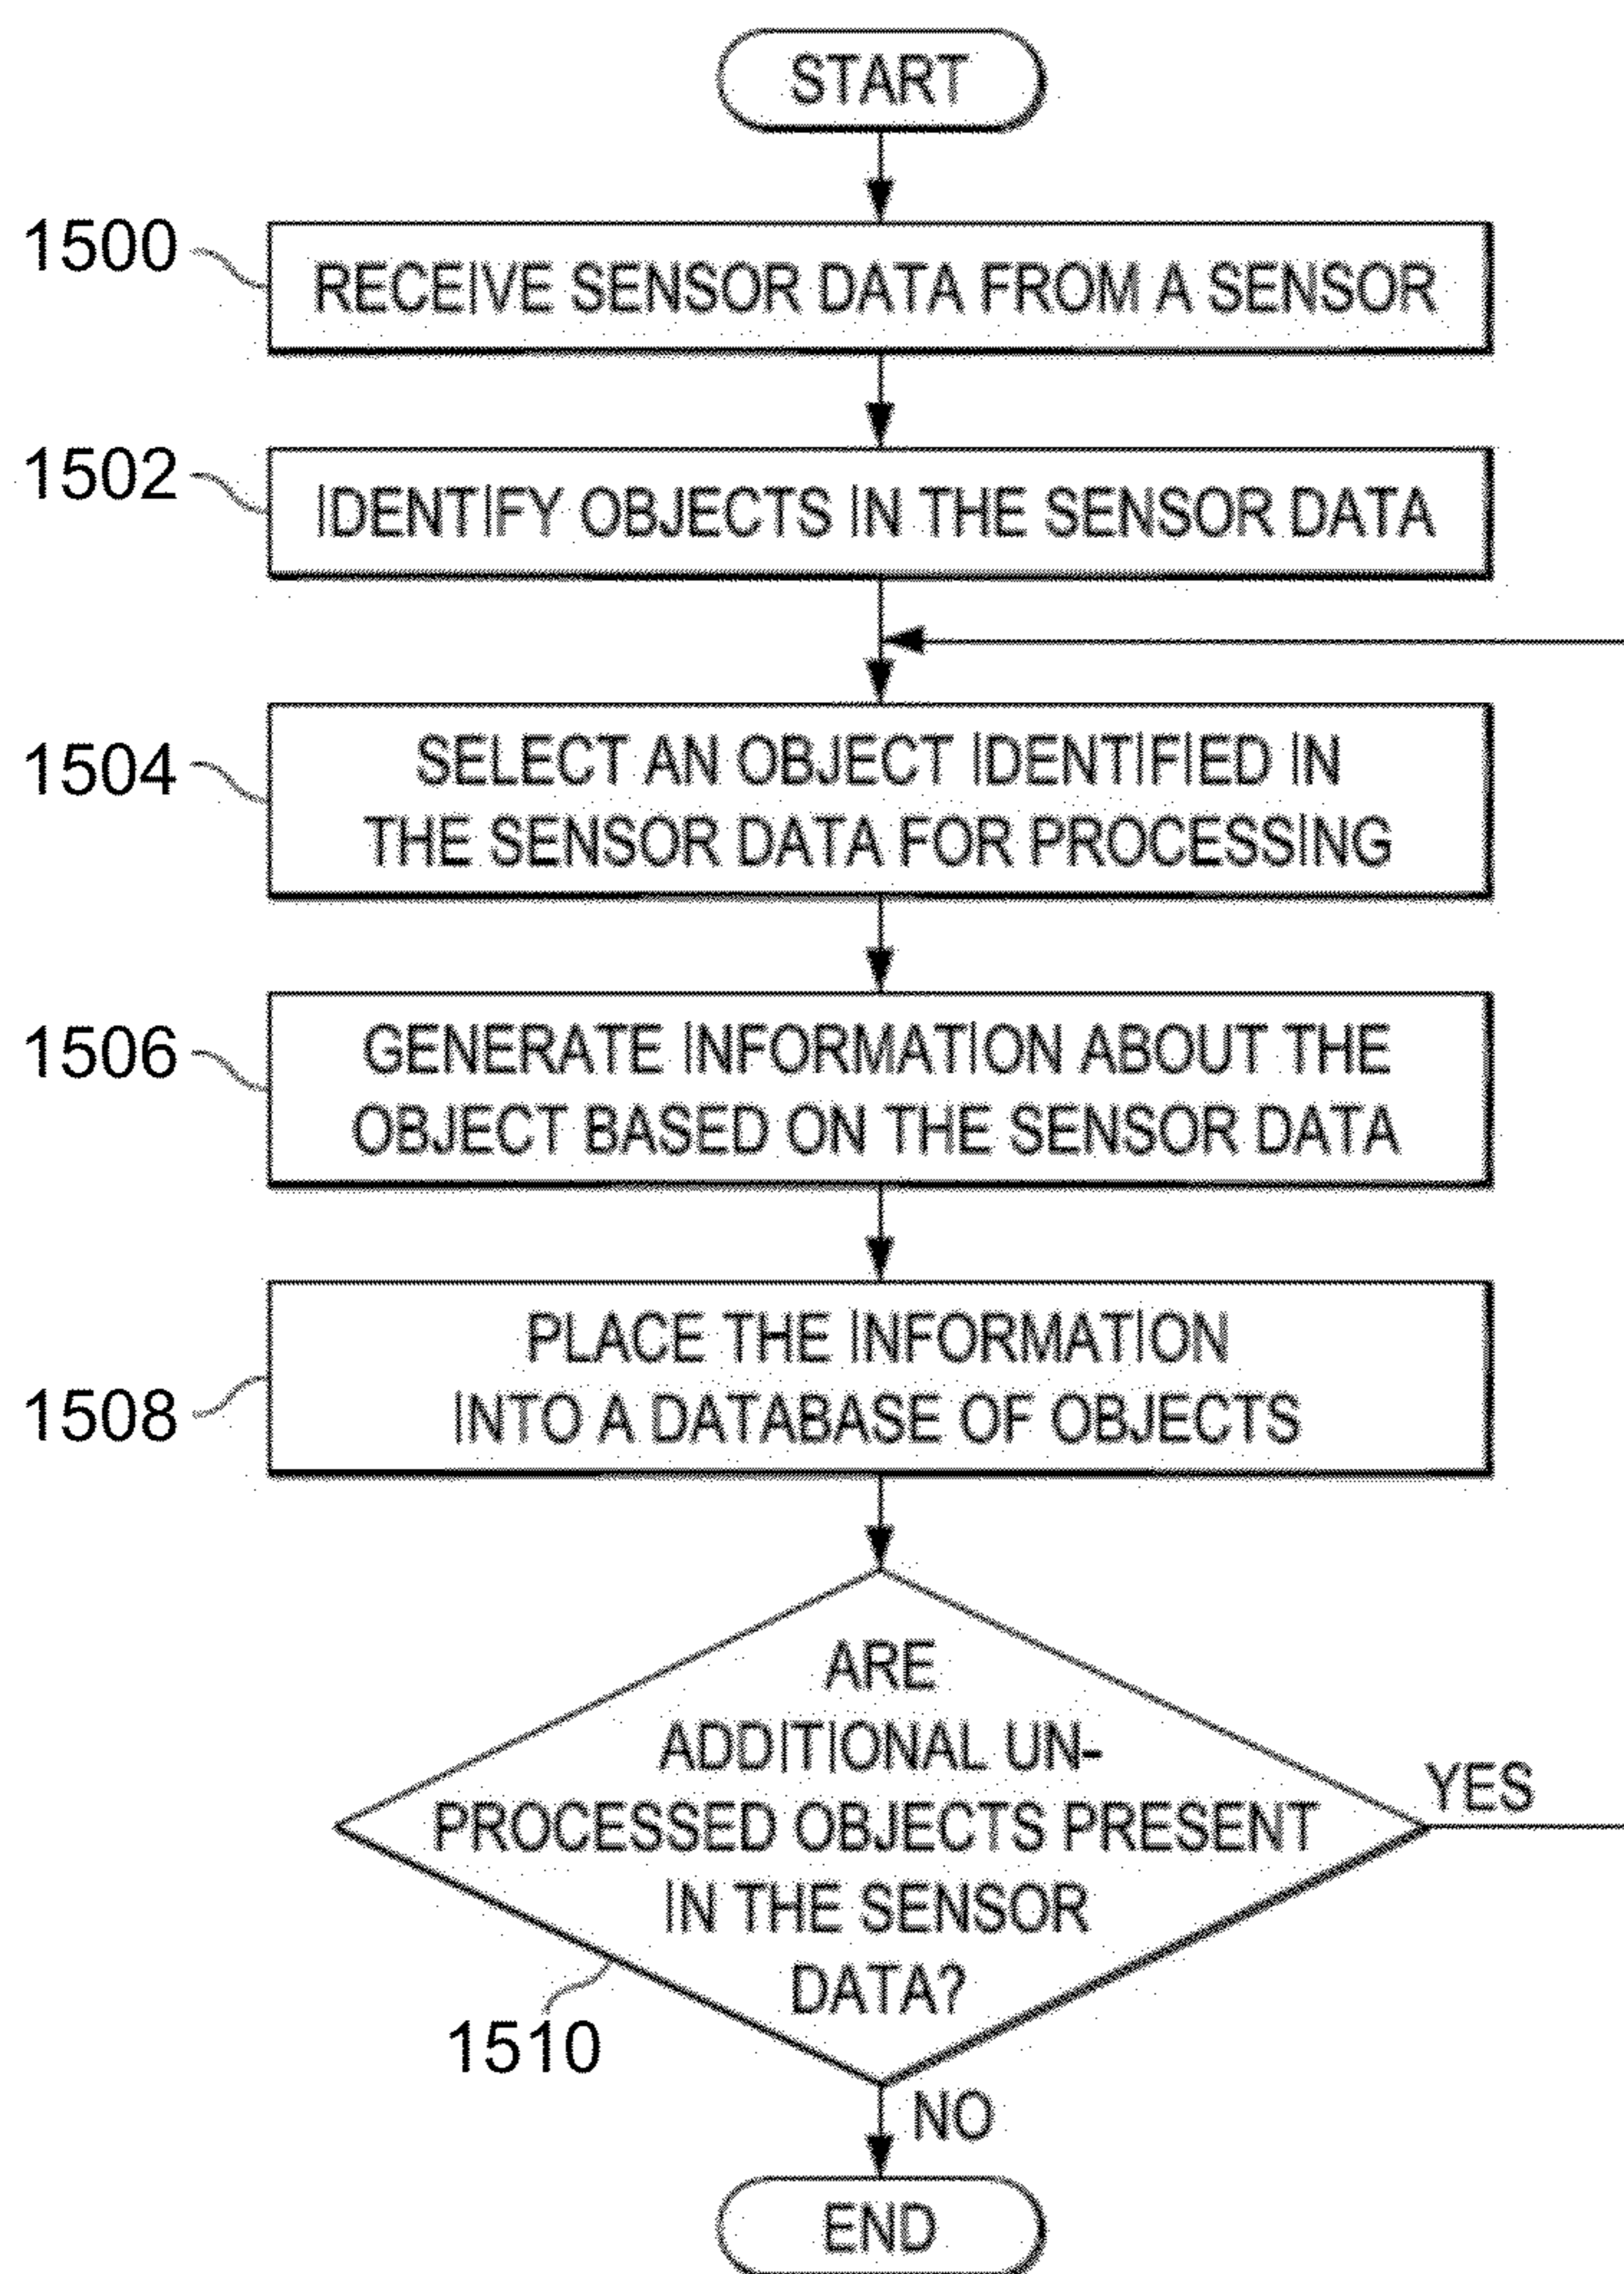 START
1500
RECEIVE SENSOR DATA FROM A SENSOR
1502
IDENTIFY OBJECTS IN THE SENSOR DATA
1504
SELECT AN OBJECT IDENTIFIED IN
THE SENSOR DATA FOR PROCESSING
1506
GENERATE INFORMATION ABOUT THE
OBJECT BASED ON THE SENSOR DATA
1508
PLACE THE INFORMATION
INTO A DATABASE OF OBJECTS
ARE
ADDITIONAL UN-
PROCESSED OBJECTS PRESENT
IN THE SENSOR
DATA?
YES
1510
NO
END